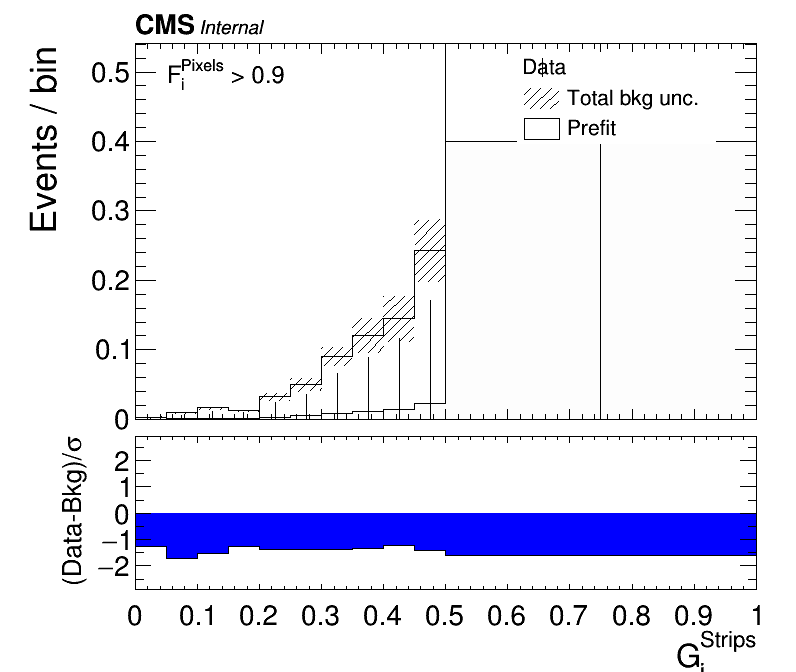 CMS Internal
Events / bin
F_i^Pixels > 0.9
Data
Total bkg unc.
Prefit
0.5
0.4
0.3
0.2
0.1
0
(Data-Bkg)/σ
2
1
0
−1
−2
0 0.1 0.2 0.3 0.4 0.5 0.6 0.7 0.8 0.9 1
G_i^Strips